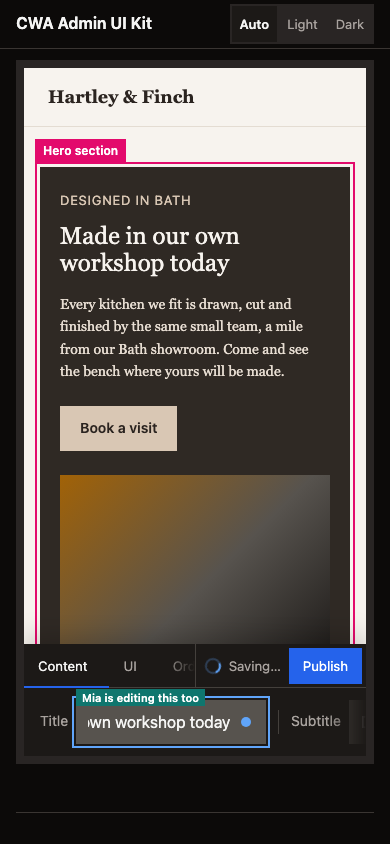 CWA Admin UI Kit
Auto Light Dark
Hartley & Finch
Hero section
DESIGNED IN BATH
Made in our own
workshop today
Every kitchen we fit is drawn, cut and
finished by the same small team, a mile
from our Bath showroom. Come and see
the bench where yours will be made.
Book a visit
Content UI Saving... Publish
Mia is editing this too
Title workshop today Subtitle